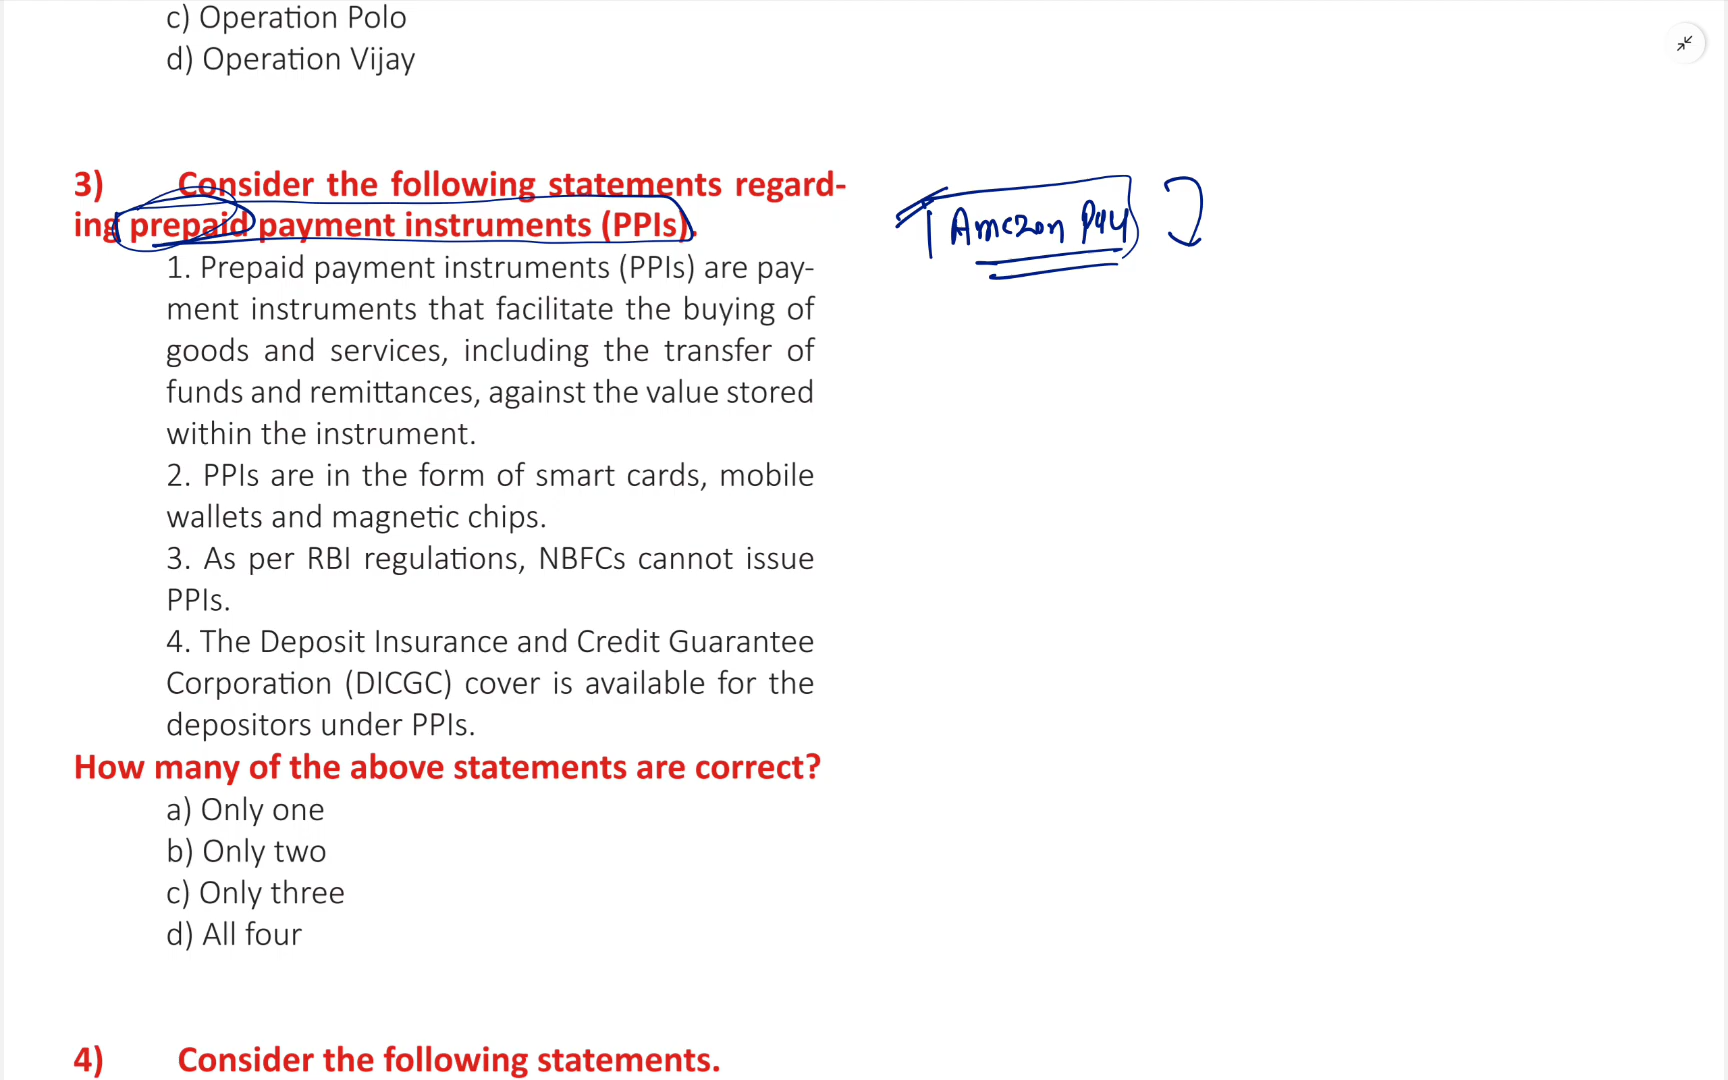 c) Operation Polo
d) Operation Vijay
3) Consider the following statements regard-
ing prepaid payment instruments (PPIs).
Amazon Pay
1. Prepaid payment instruments (PPIs) are pay-
ment instruments that facilitate the buying of
goods and services, including the transfer of
funds and remittances, against the value stored
within the instrument.
2. PPIs are in the form of smart cards, mobile
wallets and magnetic chips.
3. As per RBI regulations, NBFCs cannot issue
PPIs.
4. The Deposit Insurance and Credit Guarantee
Corporation (DICGC) cover is available for the
depositors under PPIs.
How many of the above statements are correct?
a) Only one
b) Only two
c) Only three
d) All four
4) Consider the following statements.